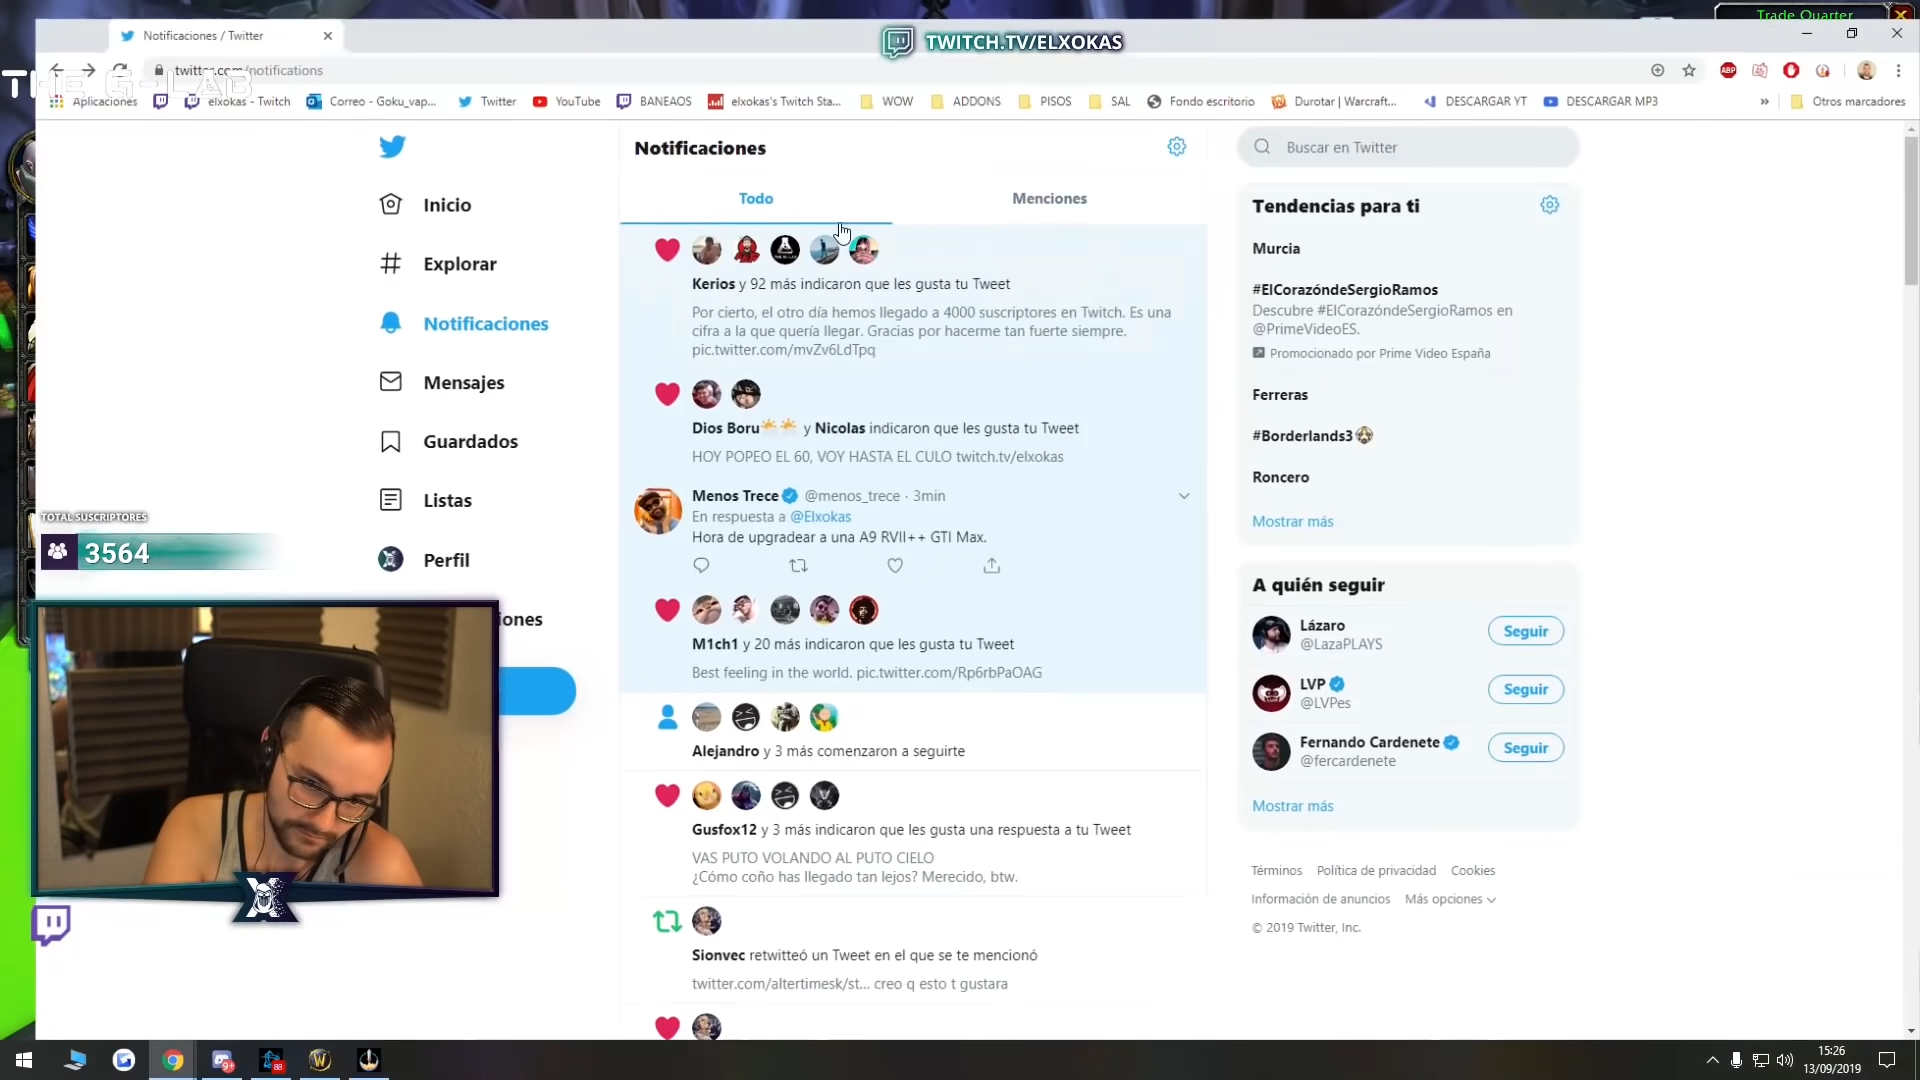 Trade Quarter
Notificaciones / Twitter
TWITCH.TV/ELXOKAS
THE G-LAB
twitter.com/notifications
ABP
Aplicaciones
elxokas - Twitch
Correo - Goku_vap...
Twitter
YouTube
BANEAOS
elxokas's Twitch Sta...
WOW
ADDONS
PISOS
SAL
Fondo escritorio
Durotar | Warcraft...
DESCARGAR YT
DESCARGAR MP3
»
Otros marcadores
Inicio
Explorar
Notificaciones
Mensajes
Guardados
Listas
Perfil
iones
TOTAL SUSCRIPTORES
3564
Notificaciones
Todo
Menciones
Kerios y 92 más indicaron que les gusta tu Tweet
Por cierto, el otro día hemos llegado a 4000 suscriptores en Twitch. Es una
cifra a la que quería llegar. Gracias por hacerme tan fuerte siempre.
pic.twitter.com/mvZv6LdTpq
Dios Boru y Nicolas indicaron que les gusta tu Tweet
HOY POPEO EL 60, VOY HASTA EL CULO twitch.tv/elxokas
Menos Trece @menos_trece · 3min
En respuesta a @Elxokas
Hora de upgradear a una A9 RVII++ GTI Max.
M1ch1 y 20 más indicaron que les gusta tu Tweet
Best feeling in the world. pic.twitter.com/Rp6rbPaOAG
Alejandro y 3 más comenzaron a seguirte
Gusfox12 y 3 más indicaron que les gusta una respuesta a tu Tweet
VAS PUTO VOLANDO AL PUTO CIELO
¿Cómo coño has llegado tan lejos? Merecido, btw.
Sionvec retwitteó un Tweet en el que se te mencionó
twitter.com/altertimesk/st... creo q esto t gustara
Buscar en Twitter
Tendencias para ti
Murcia
#ElCorazóndeSergioRamos
Descubre #ElCorazóndeSergioRamos en
@PrimeVideoES.
Promocionado por Prime Video España
Ferreras
#Borderlands3
Roncero
Mostrar más
A quién seguir
Lázaro
@LazaPLAYS
Seguir
LVP
@LVPes
Seguir
Fernando Cardenete
@fercardenete
Seguir
Mostrar más
Términos Política de privacidad Cookies
Información de anuncios Más opciones
© 2019 Twitter, Inc.
9+
88
15:26
13/09/2019